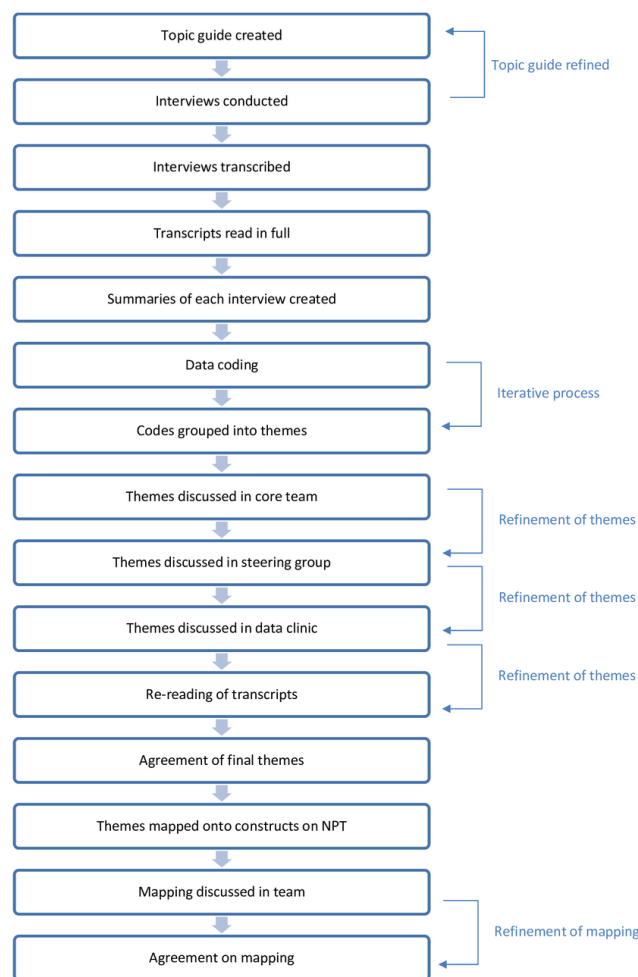 Topic guide created
Topic guide refined
Interviews conducted
Interviews transcribed
Transcripts read in full
Summaries of each interview created
Data coding
Iterative process
Codes grouped into themes
Themes discussed in core team
Refinement of themes
Themes discussed in steering group
Refinement of themes
Themes discussed in data clinic
Refinement of themes
Re-reading of transcripts
Agreement of final themes
Themes mapped onto constructs on NPT
Mapping discussed in team
Refinement of mapping
Agreement on mapping